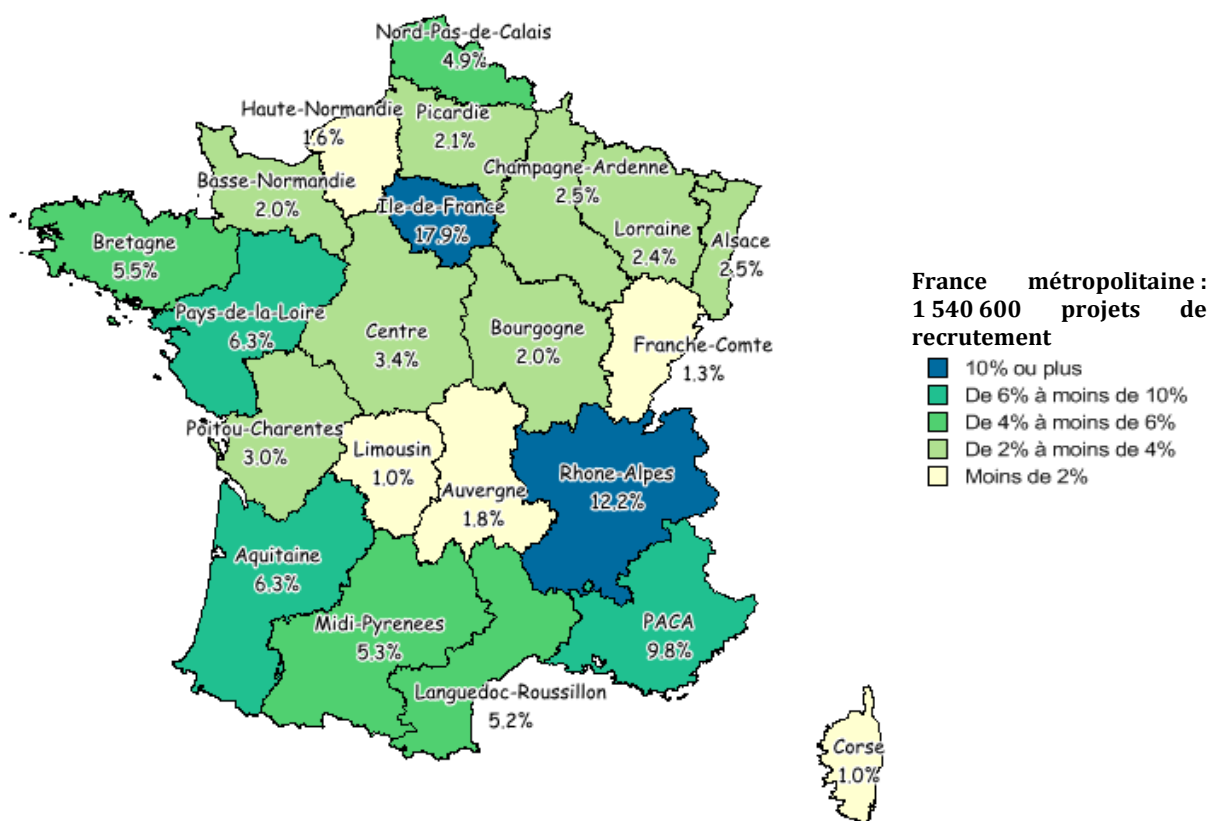 Nord-Pas-de-Calais
4.9%
Haute-Normandie
1.6%
Picardie
2.1%
Champagne-Ardenne
2.5%
Basse-Normandie
2.0%
Ile-de-France
17.9%
Lorraine
2.4%
Alsace
2.5%
Bretagne
5.5%
Pays-de-la-Loire
6.3%
Centre
3.4%
Bourgogne
2.0%
Franche-Comte
1.3%
Poitou-Charentes
3.0%
Limousin
1.0%
Auvergne
1.8%
Rhone-Alpes
12.2%
Aquitaine
6.3%
Midi-Pyrenees
5.3%
PACA
9.8%
Languedoc-Roussillon
5.2%
Corse
1.0%
France métropolitaine :
1 540 600 projets de
recrutement
10% ou plus
De 6% à moins de 10%
De 4% à moins de 6%
De 2% à moins de 4%
Moins de 2%